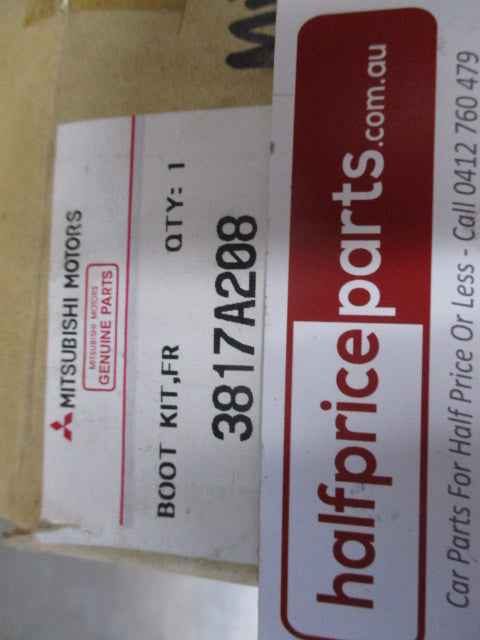 MITSUBISHI MOTORS
MITSUBISHI MOTORS
GENUINE PARTS
BOOT KIT,FR QTY: 1
3817A208
halfpriceparts.com.au
Car Parts For Half Price Or Less - Call 0412 760 479